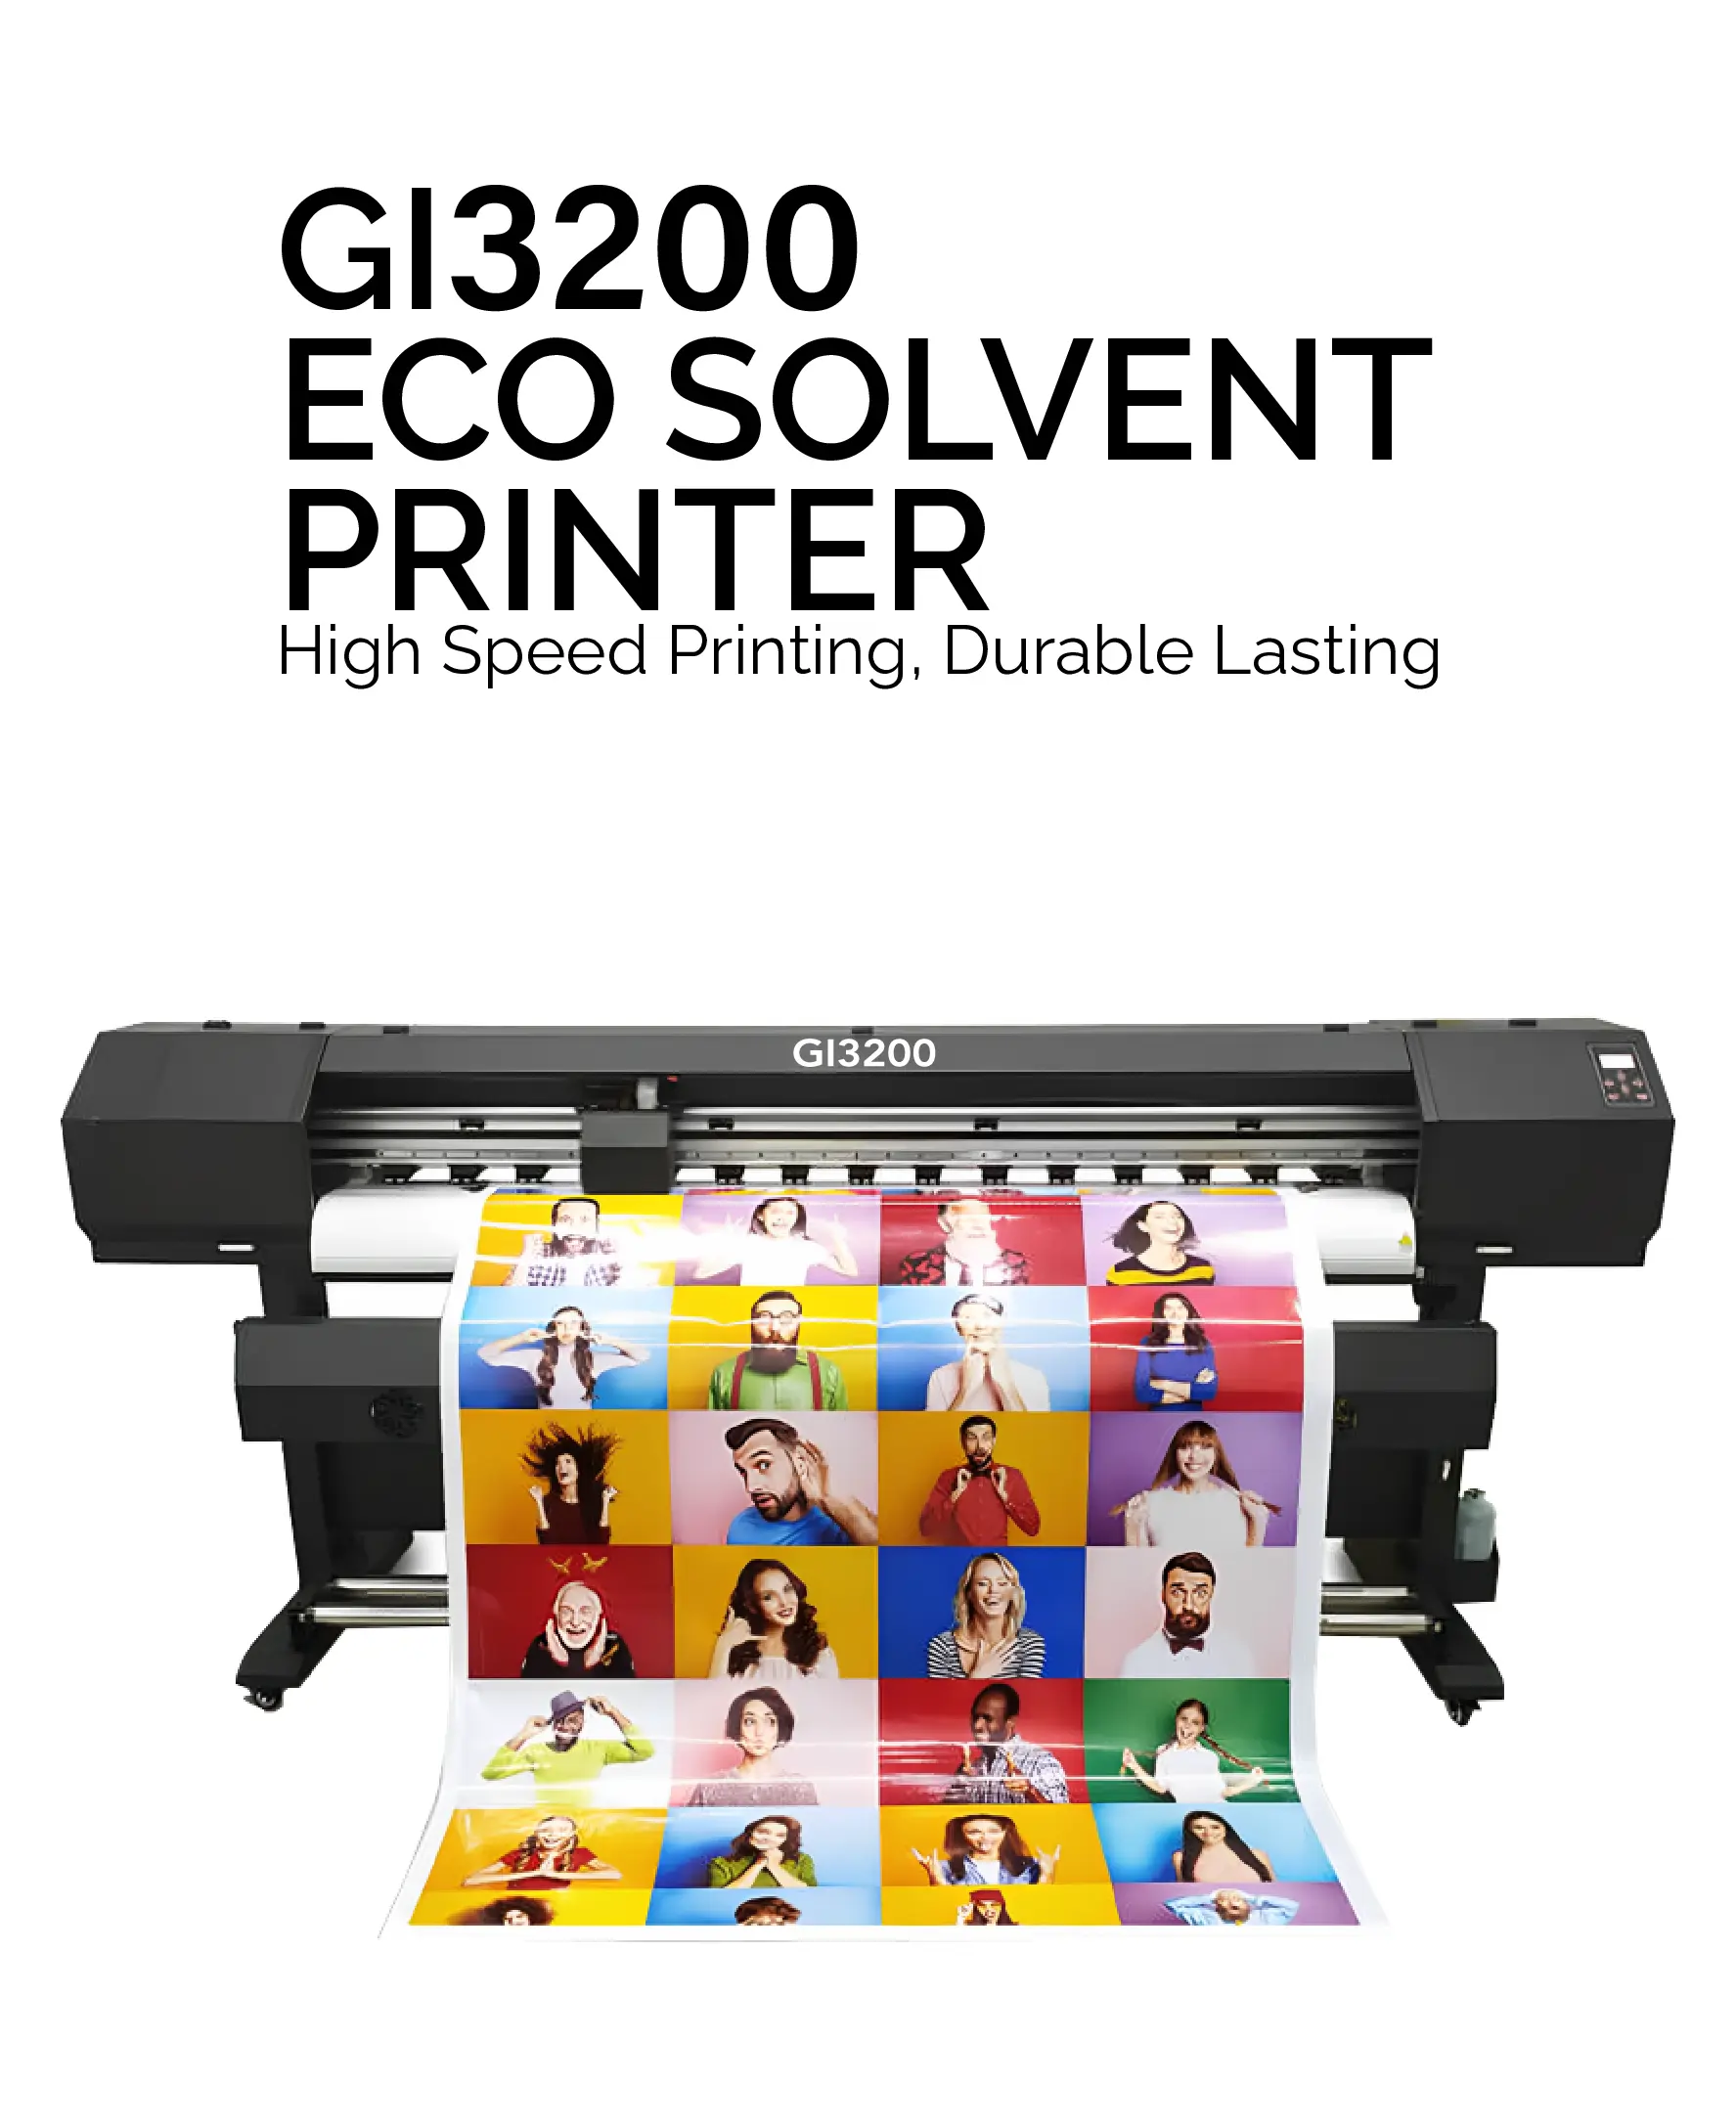 GI3200
ECO SOLVENT
PRINTER
High Speed Printing, Durable Lasting
GI3200